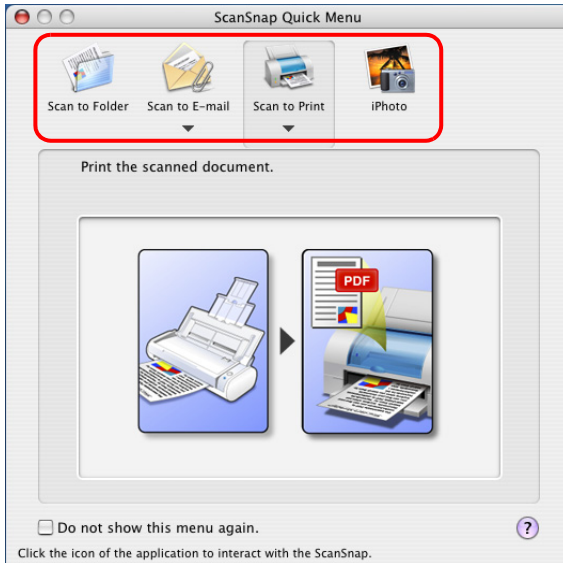 ScanSnap Quick Menu
Scan to Folder
Scan to E-mail
Scan to Print
iPhoto
Print the scanned document.
PDF
Do not show this menu again.
?
Click the icon of the application to interact with the ScanSnap.